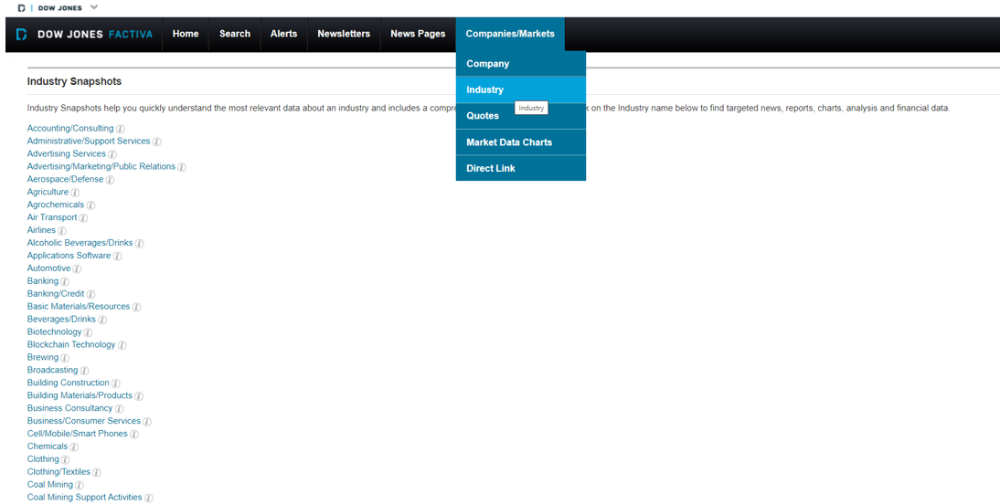 DOW JONES
DOW JONES FACTIVA Home Search Alerts Newsletters News Pages Companies/Markets
Company
Industry
Industry
Quotes
Market Data Charts
Direct Link
Industry Snapshots
Industry Snapshots help you quickly understand the most relevant data about an industry and includes a compre k on the Industry name below to find targeted news, reports, charts, analysis and financial data.
Accounting/Consulting
Administrative/Support Services
Advertising Services
Advertising/Marketing/Public Relations
Aerospace/Defense
Agriculture
Agrochemicals
Air Transport
Airlines
Alcoholic Beverages/Drinks
Applications Software
Automotive
Banking
Banking/Credit
Basic Materials/Resources
Beverages/Drinks
Biotechnology
Blockchain Technology
Brewing
Broadcasting
Building Construction
Building Materials/Products
Business Consultancy
Business/Consumer Services
Cell/Mobile/Smart Phones
Chemicals
Clothing
Clothing/Textiles
Coal Mining
Coal Mining Support Activities